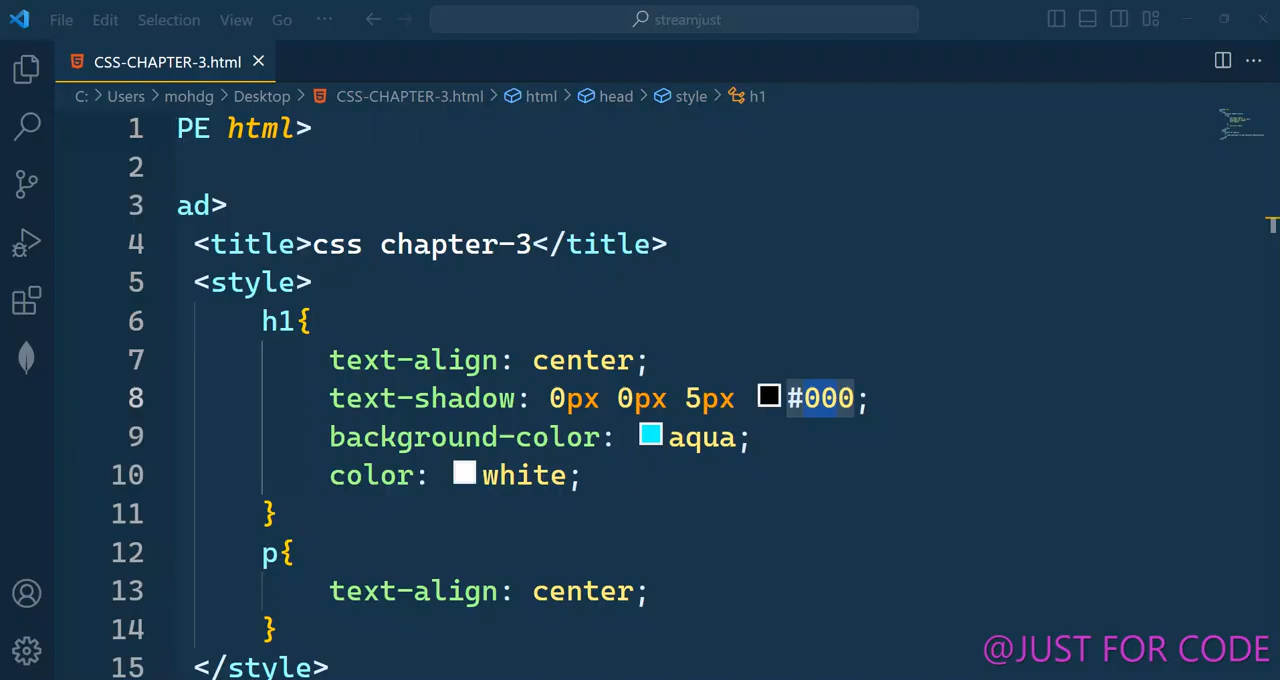 File Edit Selection View Go ··· streamjust
CSS-CHAPTER-3.html
C: > Users > mohdg > Desktop > CSS-CHAPTER-3.html > html > head > style > h1
1 PE html>
2
3 ad>
4 <title>css chapter-3</title>
5 <style>
6 h1{
7 text-align: center;
8 text-shadow: 0px 0px 5px #000;
9 background-color: aqua;
10 color: white;
11 }
12 p{
13 text-align: center;
14 }
15 </style>
@JUST FOR CODE